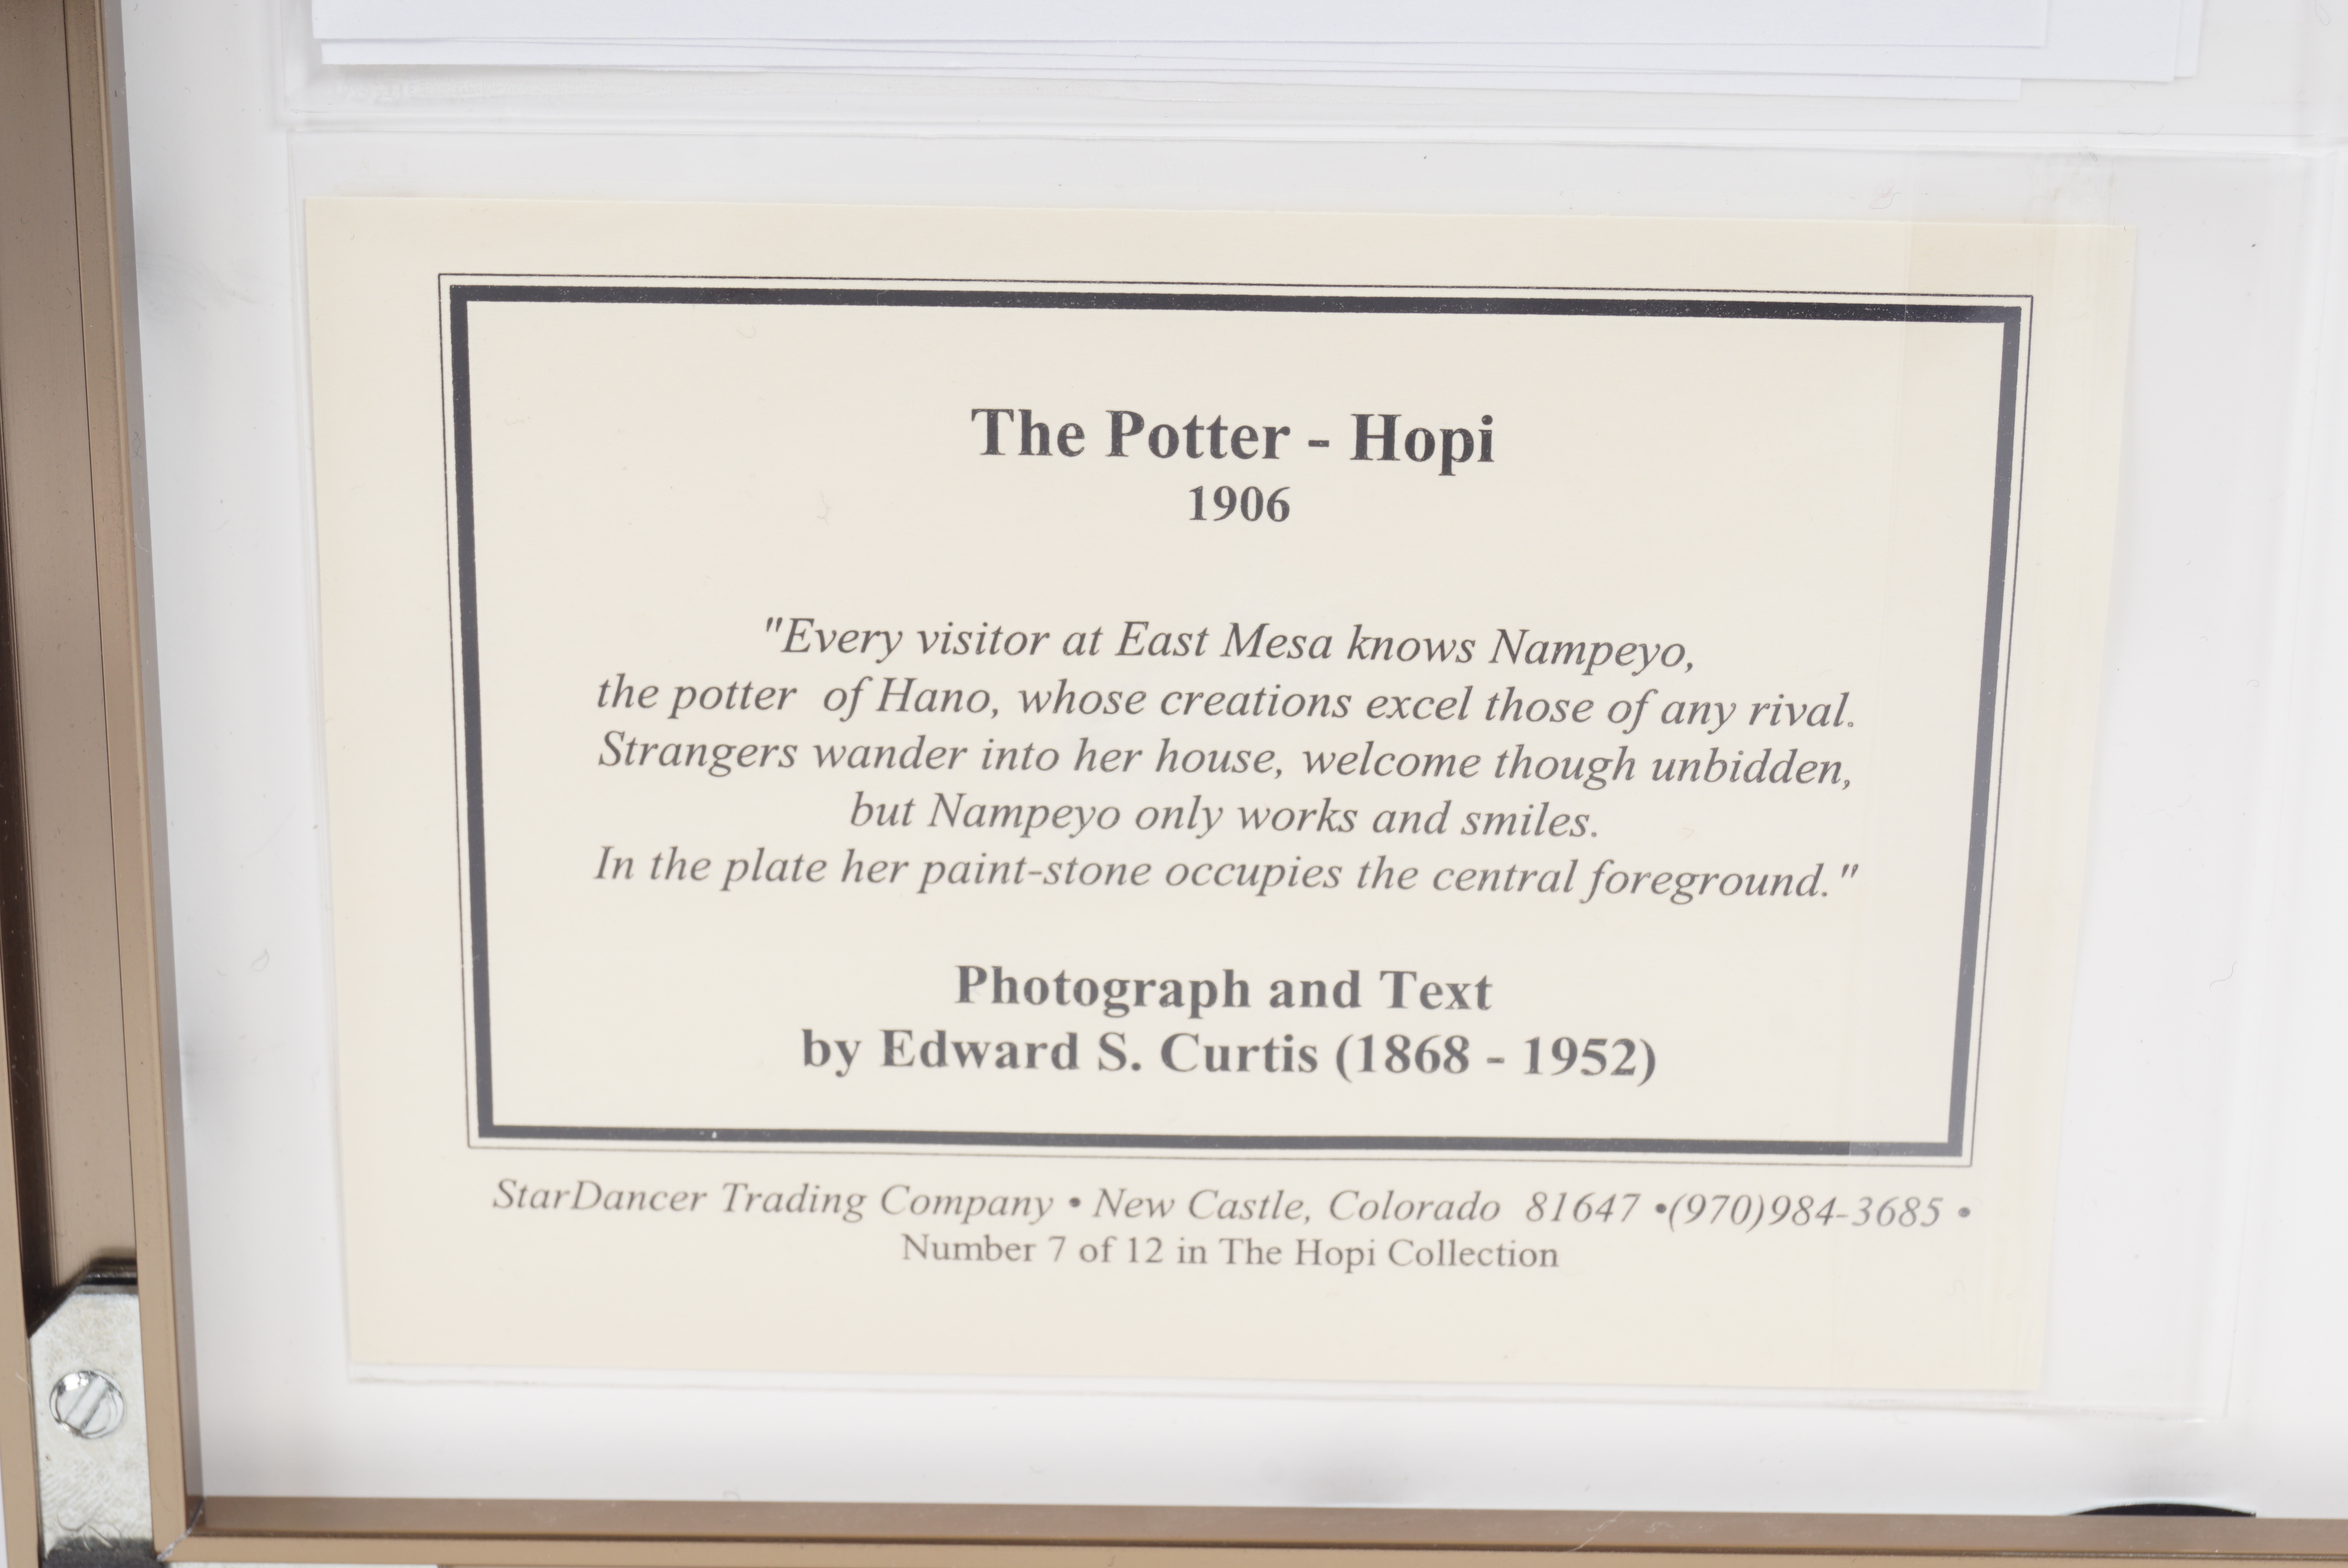 The Potter - Hopi
1906
"Every visitor at East Mesa knows Nampeyo,
the potter of Hano, whose creations excel those of any rival.
Strangers wander into her house, welcome though unbidden,
but Nampeyo only works and smiles.
In the plate her paint-stone occupies the central foreground."
Photograph and Text
by Edward S. Curtis (1868 - 1952)
StarDancer Trading Company • New Castle, Colorado 81647 •(970)984-3685 •
Number 7 of 12 in The Hopi Collection